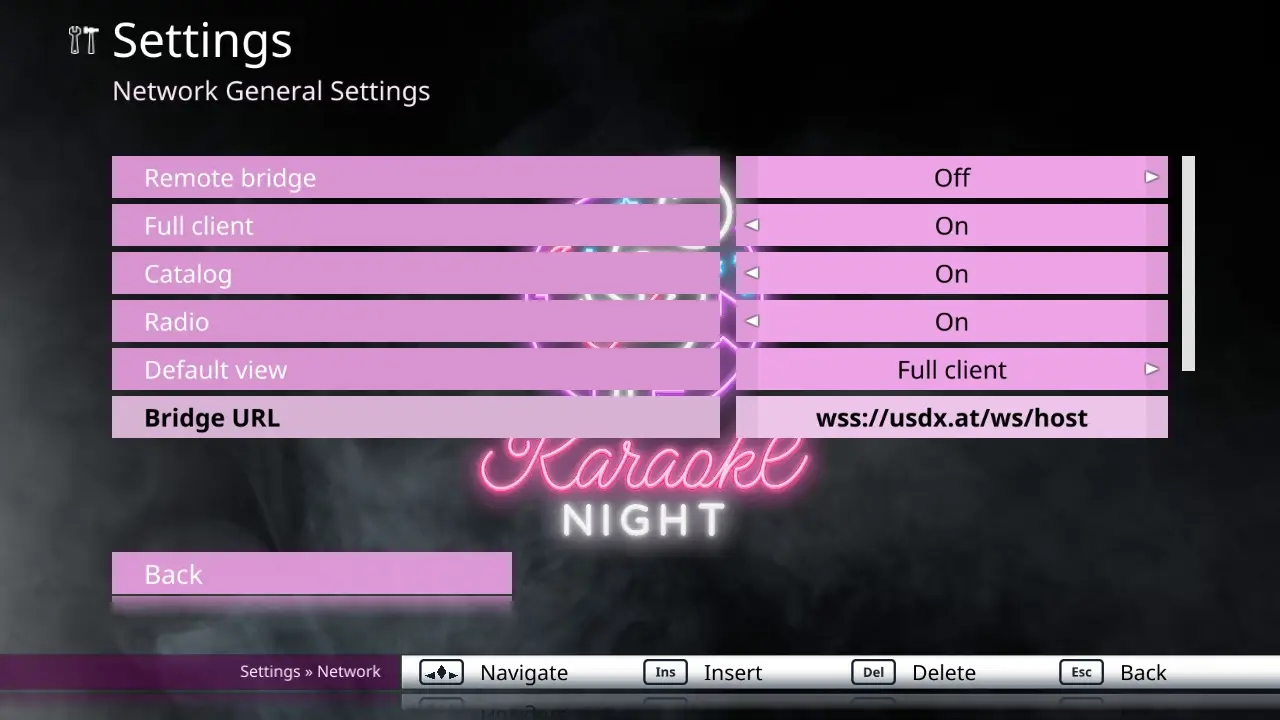 Settings
Network General Settings
Remote bridge Off
Full client On
Catalog On
Radio On
Default view Full client
Bridge URL wss://usdx.at/ws/host
Karaoke
NIGHT
Back
Settings » Network Navigate Ins Insert Del Delete Esc Back